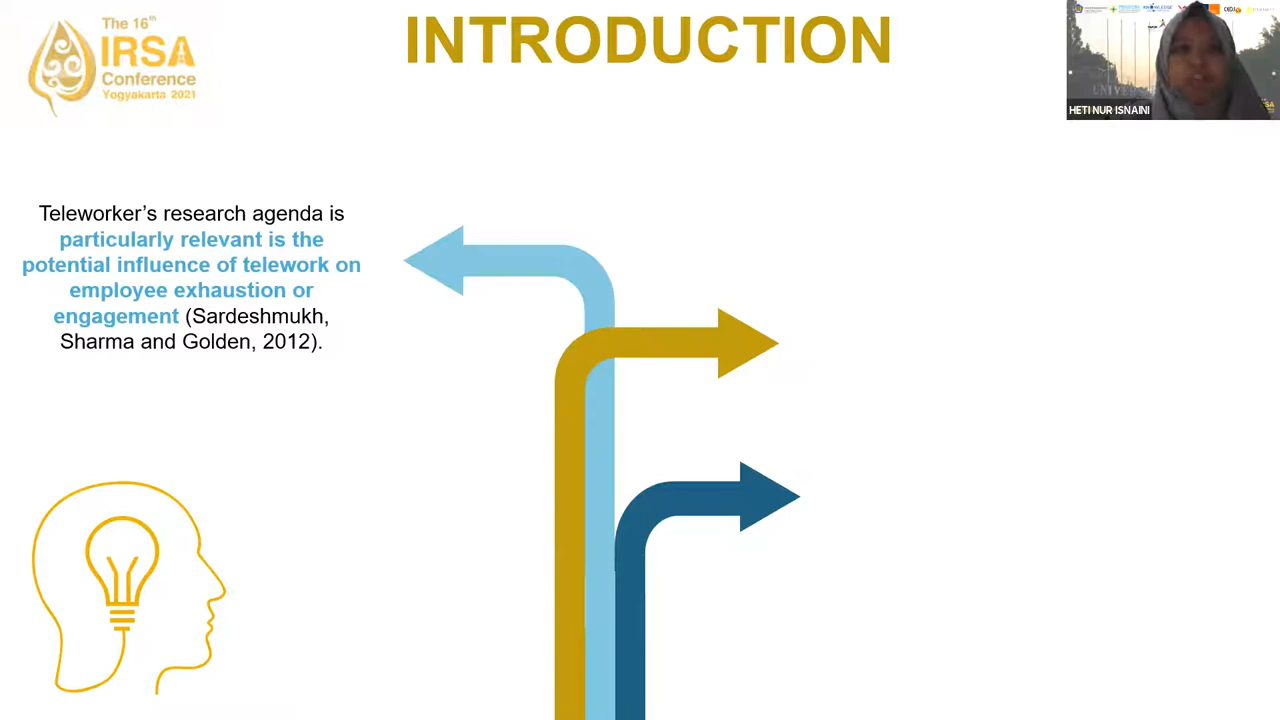 The 16th
IRSA
Conference
Yogyakarta 2021
INTRODUCTION
HETI NUR ISNAINI
Teleworker’s research agenda is
particularly relevant is the
potential influence of telework on
employee exhaustion or
engagement (Sardeshmukh,
Sharma and Golden, 2012).